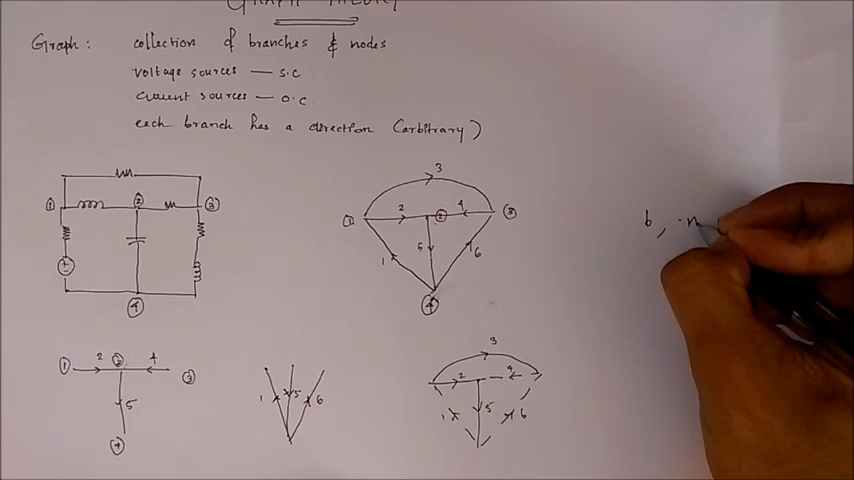 GRAPH THEORY
Graph : collection of branches & nodes
voltage sources — s.c
current sources — o.c.
each branch has a direction (arbitrary)
3
1 2 3
2 4
1 2 3
5
1 6
4
4
b, n
3
1 2 2 4 3
2 4
5
1 5 6
5
1 6
4